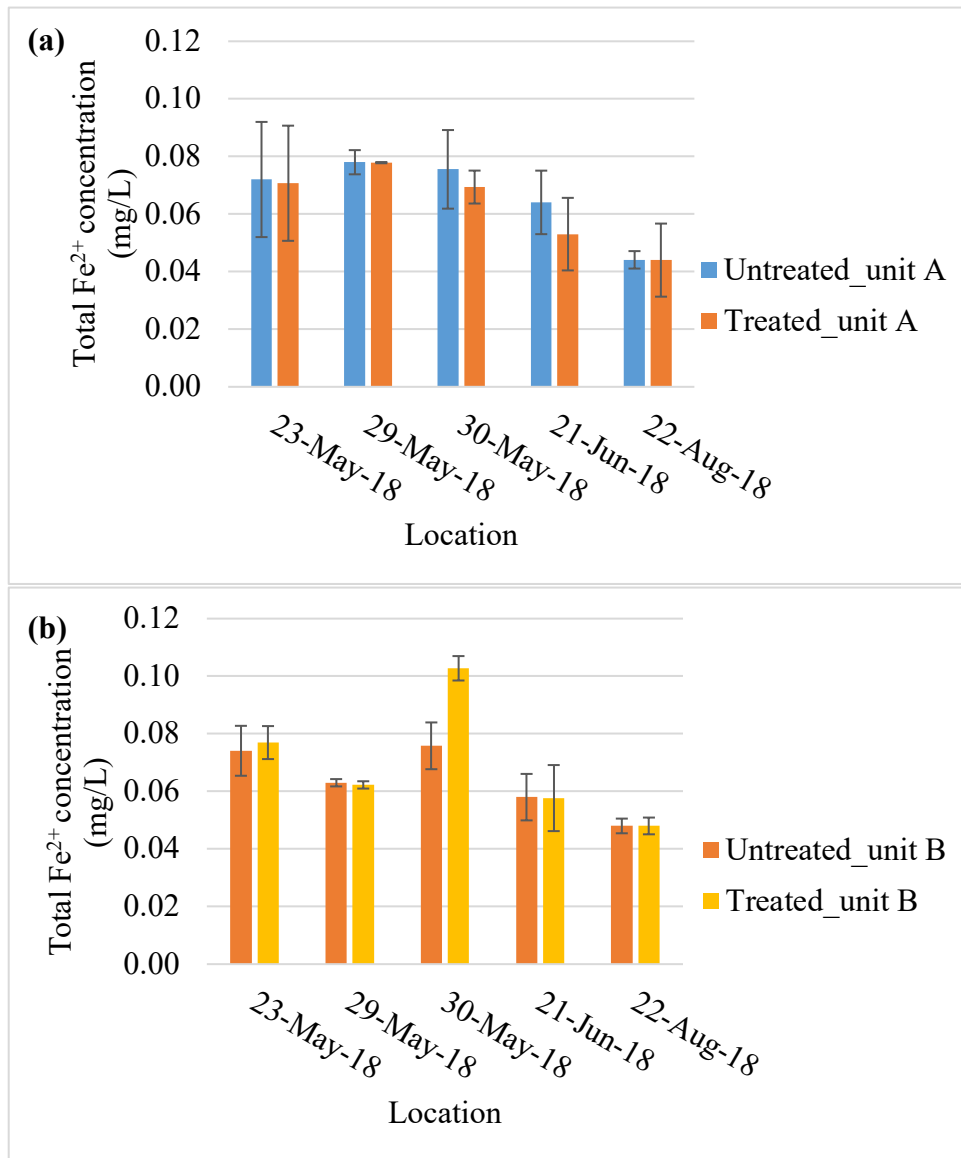 (a)
Total Fe²⁺ concentration
(mg/L)
0.12
0.10
0.08
0.06
0.04
0.02
0.00
23-May-18
29-May-18
30-May-18
21-Jun-18
22-Aug-18
Location
Untreated_unit A
Treated_unit A
(b)
Total Fe²⁺ concentration
(mg/L)
0.12
0.10
0.08
0.06
0.04
0.02
0.00
23-May-18
29-May-18
30-May-18
21-Jun-18
22-Aug-18
Location
Untreated_unit B
Treated_unit B